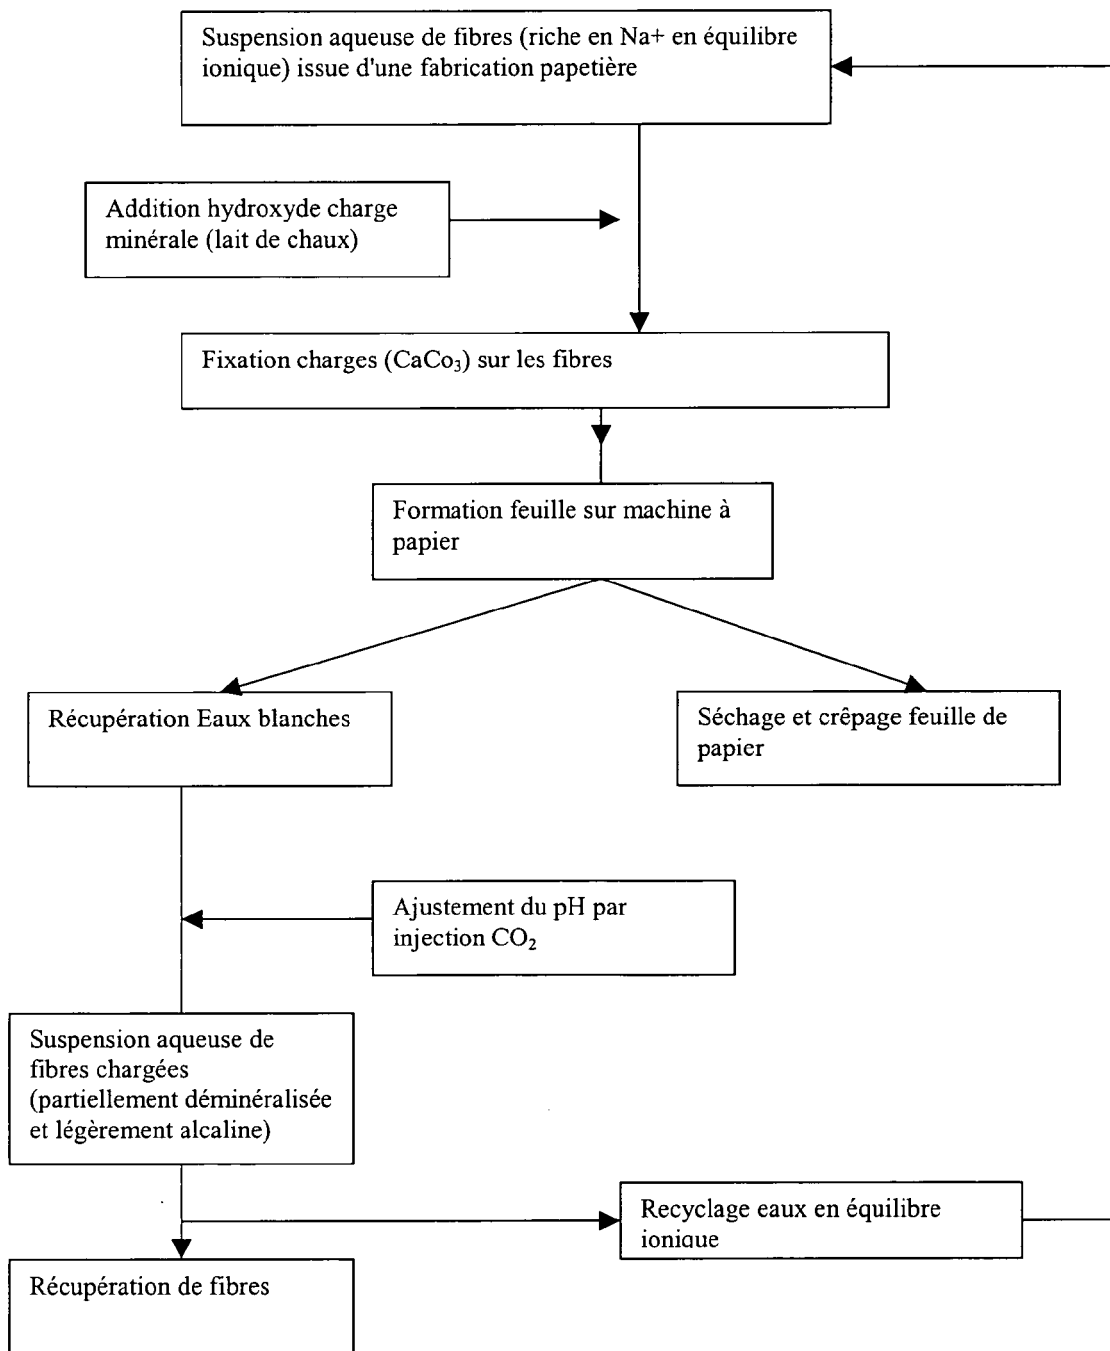 Suspension aqueuse de fibres (riche en Na+ en équilibre
ionique) issue d'une fabrication papetière
Addition hydroxyde charge
minérale (lait de chaux)
Fixation charges (CaCo₃) sur les fibres
Formation feuille sur machine à
papier
Récupération Eaux blanches
Séchage et crêpage feuille de
papier
Ajustement du pH par
injection CO₂
Suspension aqueuse de
fibres chargées
(partiellement déminéralisée
et légèrement alcaline)
Recyclage eaux en équilibre
ionique
Récupération de fibres